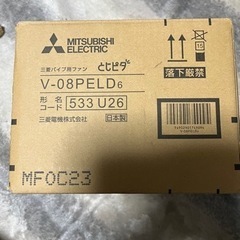 MITSUBISHI
ELECTRIC
三菱パイプ用ファン とじピタ
V-08PELD6
形名
コード 533 U26
三菱電機株式会社 日本製
落下厳禁
MFOC23